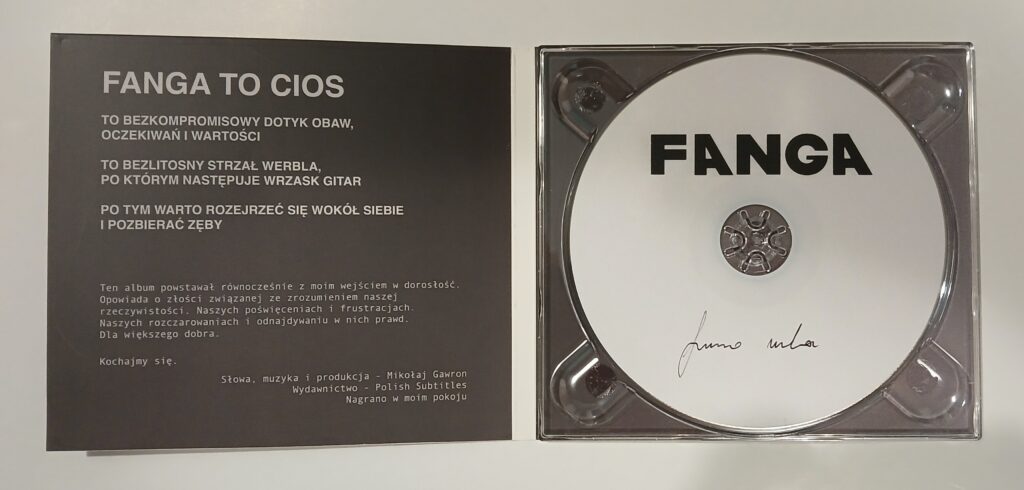 FANGA TO CIOS
TO BEZKOMPROMISOWY DOTYK OBAW,
OCZEKIWAŃ I WARTOŚCI
TO BEZLITOSNY STRZAŁ WERBLA,
PO KTÓRYM NASTĘPUJE WRZASK GITAR
PO TYM WARTO ROZEJRZEĆ SIĘ WOKÓŁ SIEBIE
I POZBIERAĆ ZĘBY
Ten album powstawał równocześnie z moim wejściem w dorosłość.
Opowiada o złości związanej ze zrozumieniem naszej
rzeczywistości. Naszych poświęceniach i frustracjach.
Naszych rozczarowaniach i odnajdywaniu w nich prawd.
Dla większego dobra.
Kochajmy się.
Słowa, muzyka i produkcja - Mikołaj Gawron
Wydawnictwo - Polish Subtitles
Nagrano w moim pokoju
FANGA